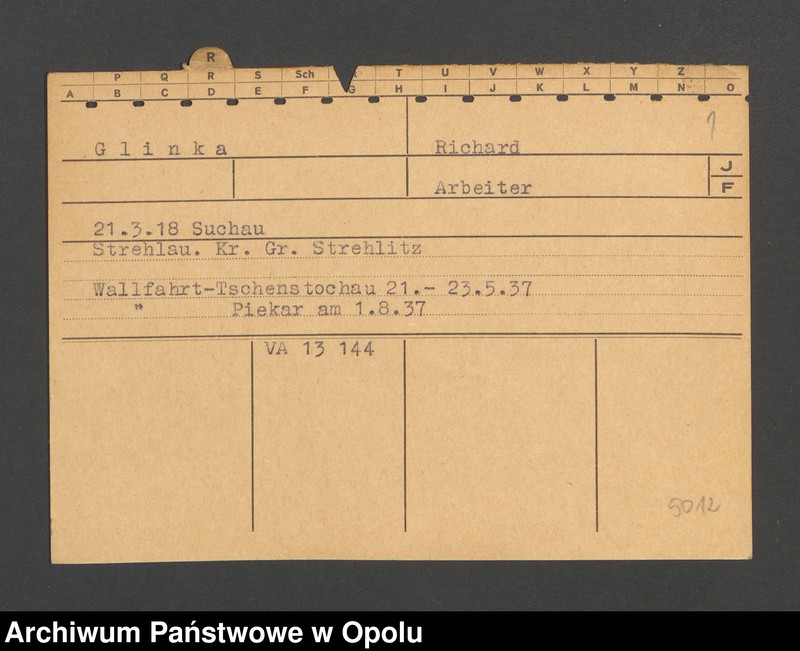 R
P Q R S Sch T U V W X Y Z
A B C D E F G H I J K L M N O
1
Glinka Richard
J
Arbeiter F
21.3.18 Suchau
Strehlau. Kr. Gr. Strehlitz
Wallfahrt-Tschenstochau 21.- 23.5.37
" Piekar am 1.8.37
VA 13 144
5012
Archiwum Państwowe w Opolu